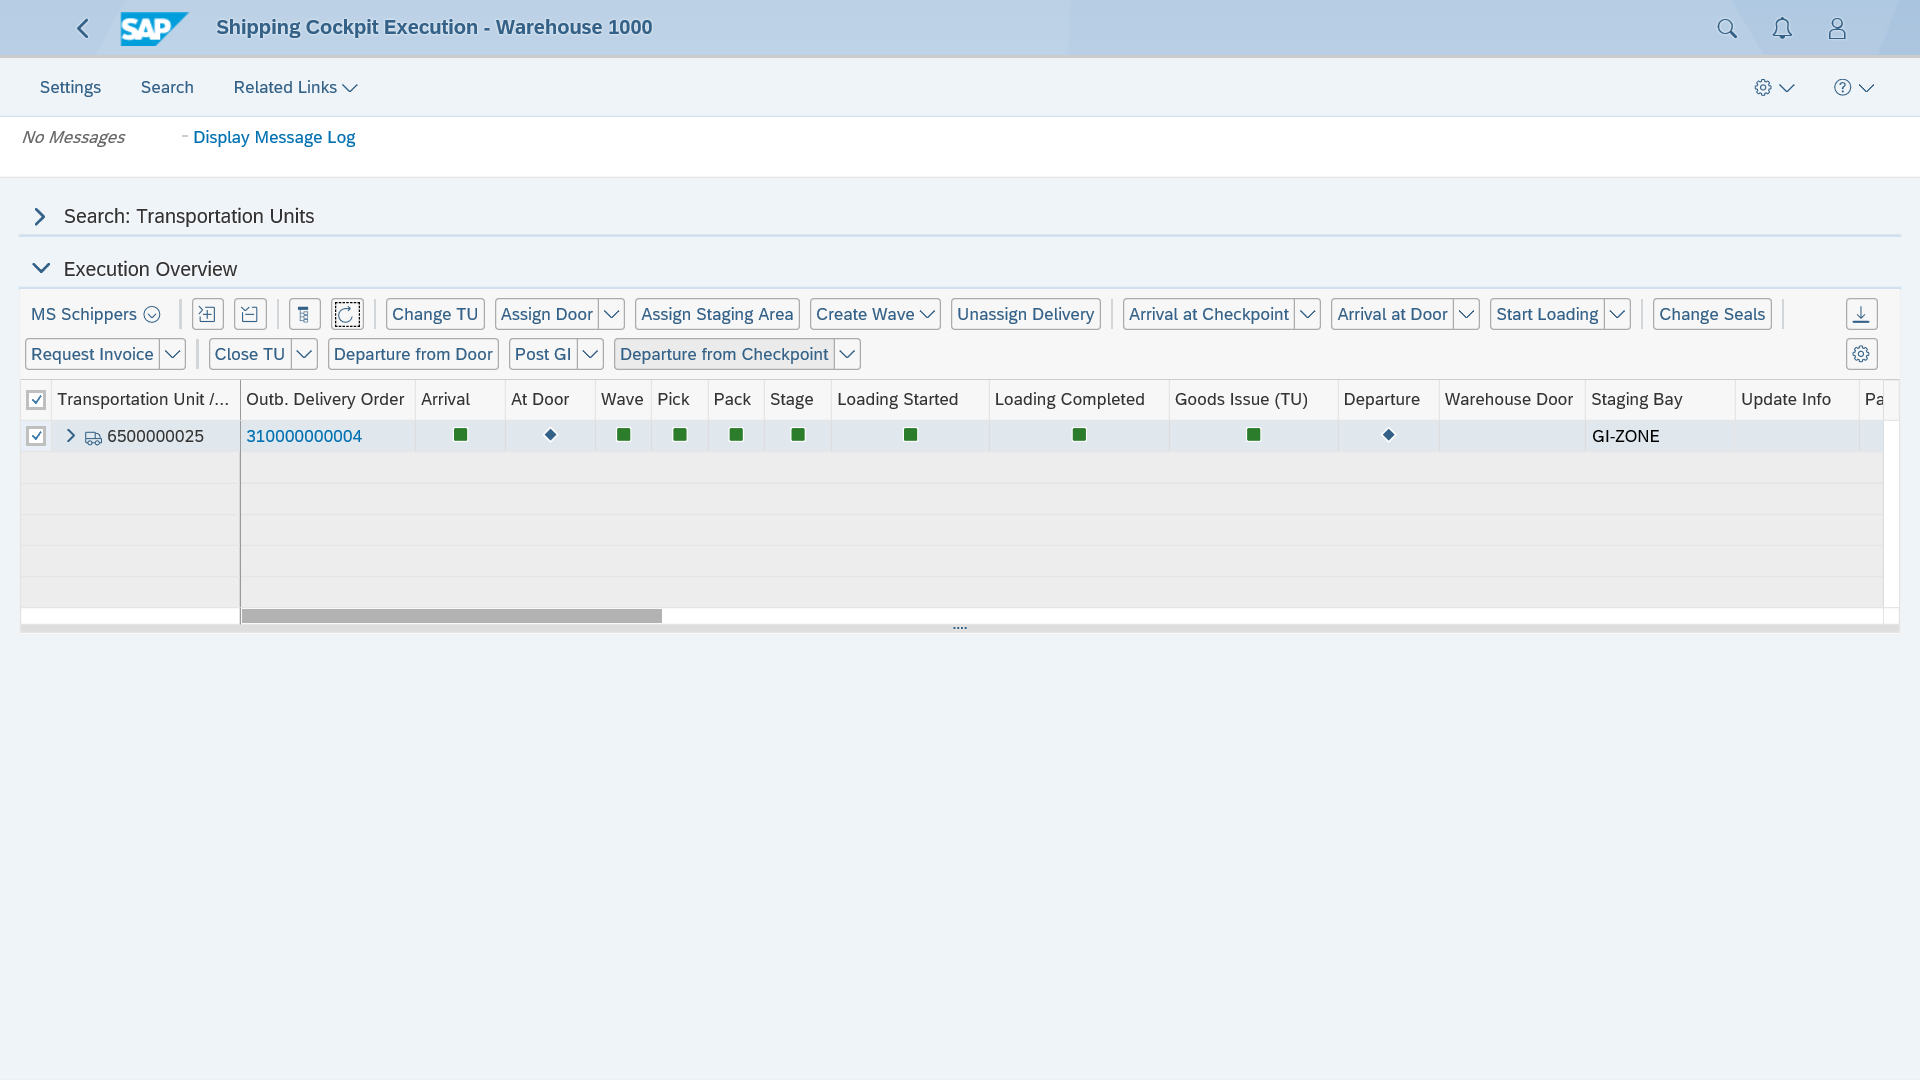 SAP Shipping Cockpit Execution - Warehouse 1000
Settings Search Related Links
No Messages - Display Message Log
Search: Transportation Units
Execution Overview
MS Schippers Change TU Assign Door Assign Staging Area Create Wave Unassign Delivery Arrival at Checkpoint Arrival at Door Start Loading Change Seals
Request Invoice Close TU Departure from Door Post GI Departure from Checkpoint
Transportation Unit /... Outb. Delivery Order Arrival At Door Wave Pick Pack Stage Loading Started Loading Completed Goods Issue (TU) Departure Warehouse Door Staging Bay Update Info Pa
6500000025 310000000004 GI-ZONE